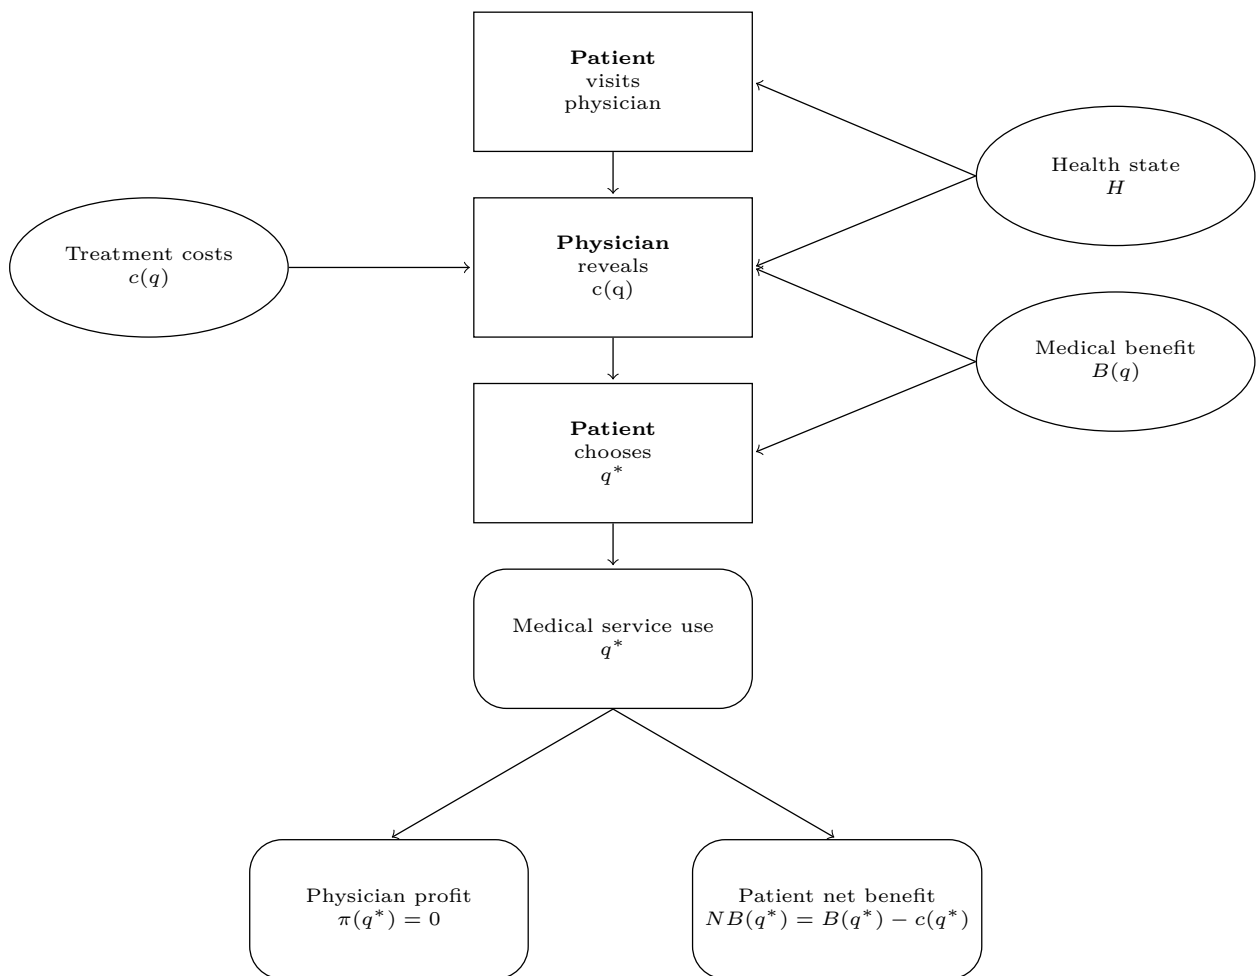 Patient
visits
physician
Health state
H
Treatment costs
c(q)
Physician
reveals
c(q)
Medical benefit
B(q)
Patient
chooses
q*
Medical service use
q*
Physician profit
π(q*) = 0
Patient net benefit
NB(q*) = B(q*) − c(q*)